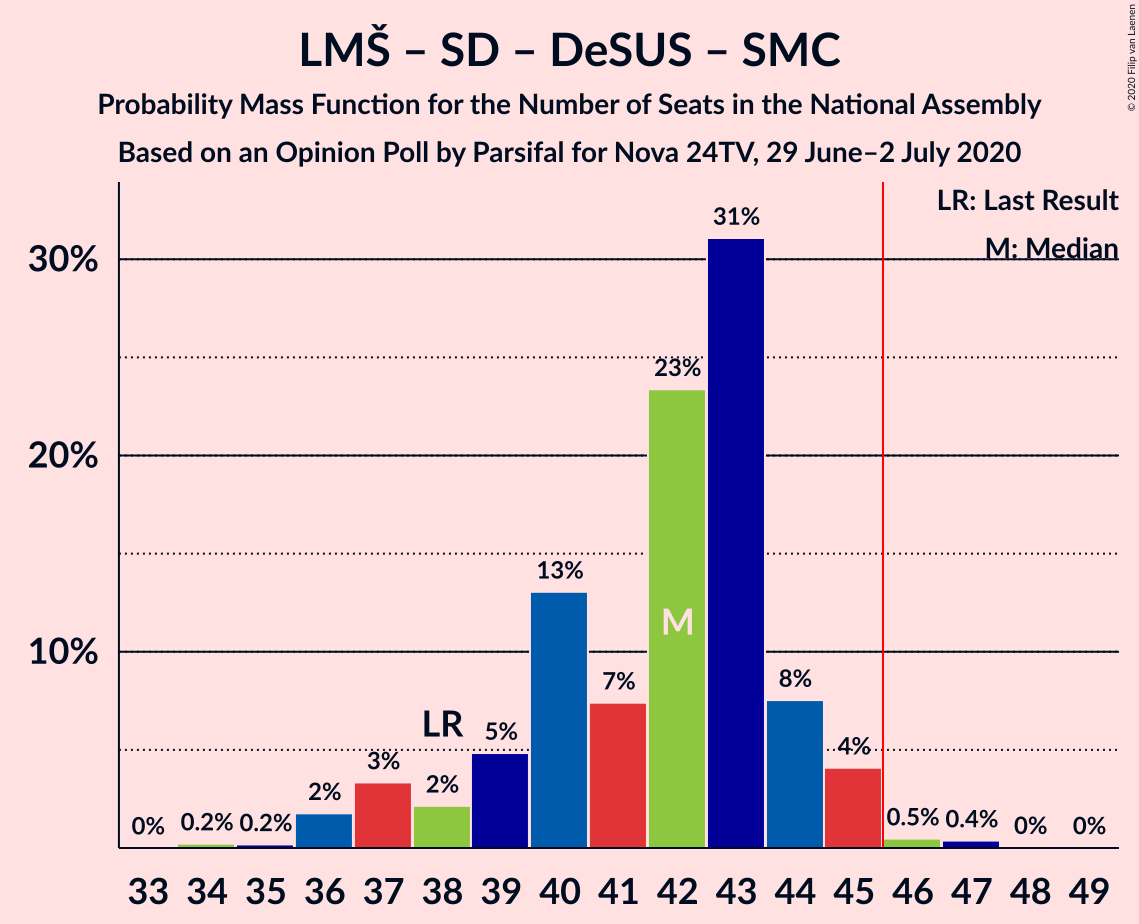 LMŠ – SD – DeSUS – SMC
Probability Mass Function for the Number of Seats in the National Assembly
Based on an Opinion Poll by Parsifal for Nova 24TV, 29 June–2 July 2020
© 2020 Filip van Laenen
LR: Last Result
M: Median
30%
20%
10%
0% 0.2% 0.2% 2% 3% 2% 5% 13% 7% 23% 31% 8% 4% 0.5% 0.4% 0% 0%
LR
M
33 34 35 36 37 38 39 40 41 42 43 44 45 46 47 48 49